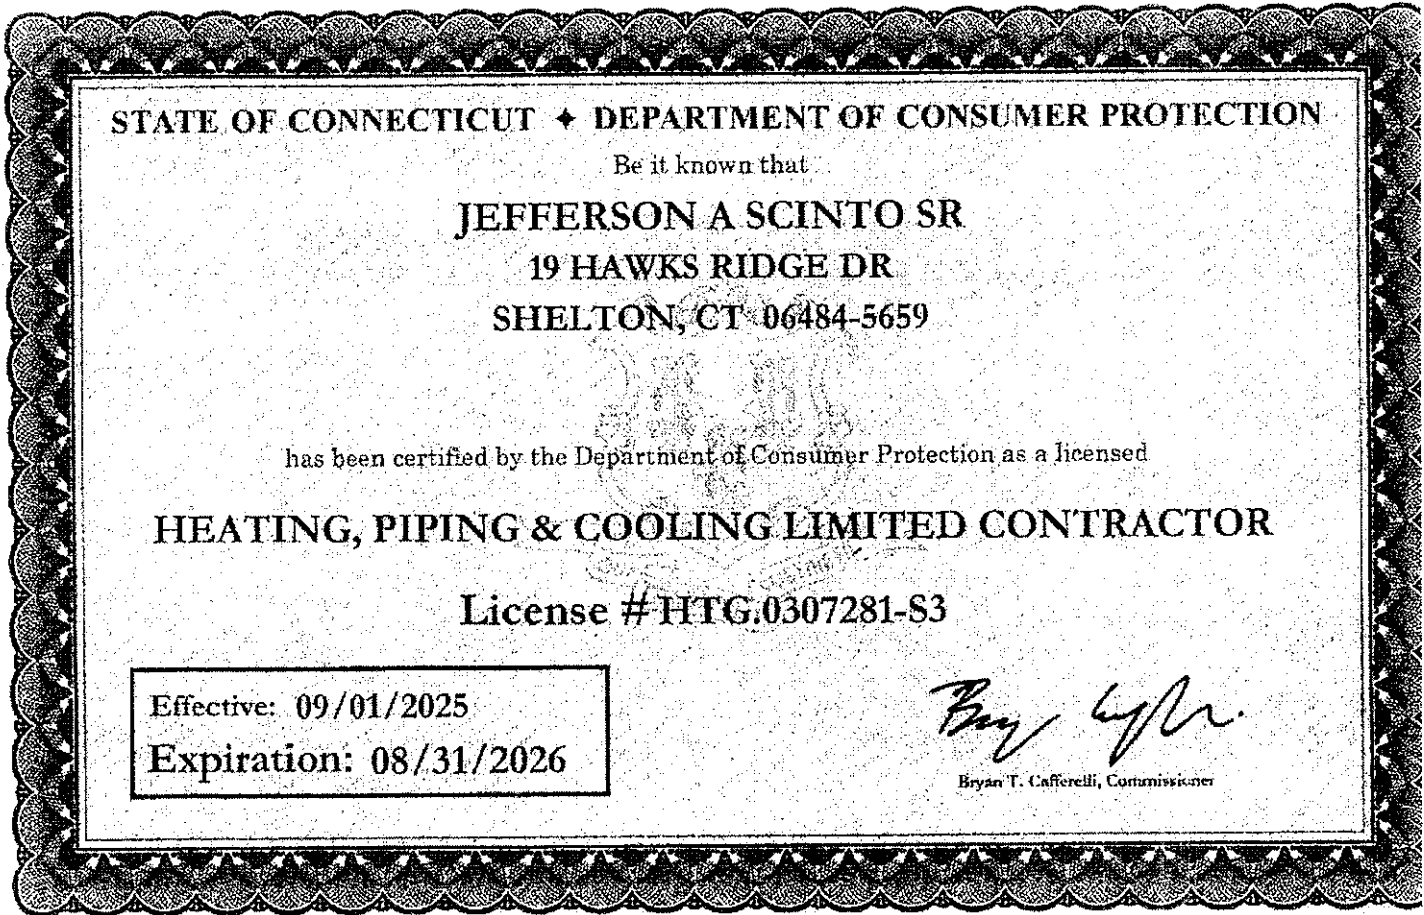 STATE OF CONNECTICUT ✦ DEPARTMENT OF CONSUMER PROTECTION
Be it known that
JEFFERSON A SCINTO SR
19 HAWKS RIDGE DR
SHELTON, CT 06484-5659
has been certified by the Department of Consumer Protection as a licensed
HEATING, PIPING & COOLING LIMITED CONTRACTOR
License # HTG.0307281-S3
Effective: 09/01/2025
Expiration: 08/31/2026
Bryan T. Cafferelli, Commissioner